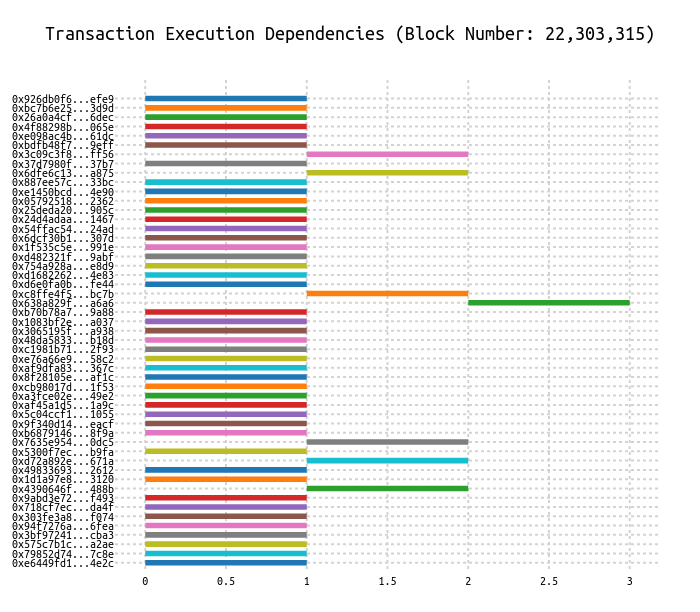 Transaction Execution Dependencies (Block Number: 22,303,315)
0x926db0f6...efe9
0xbc7b6e25...3d9d
0x26a0a4cf...6dec
0x4f88298b...065e
0xe098ac4b...61dc
0xbdfb48f7...9eff
0x3c09c3f8...ff56
0x37d7980f...37b7
0x6dfe6c13...a875
0x887ee57c...33bc
0xe1450bcd...4e90
0x05792518...2362
0x25deda20...905c
0x24d4adaa...1467
0x54ffac54...24ad
0x6dcf30b1...307d
0x1f535c5e...991e
0xd482321f...9abf
0x754a928a...e8d9
0xd1682262...4e83
0xd6e0fa0b...fe44
0xc8ffe4f5...bc7b
0x638a829f...a6a6
0xb70b78a7...9a88
0x1083bf2e...a037
0x3065195f...a938
0x48da5833...b18d
0xc1981b71...2f93
0xe76a66e9...58c2
0xaf9dfa83...367c
0x8f28105e...af1c
0xcb98017d...1f53
0xa3fce02e...49e2
0xaf45a1d5...1a9c
0x5c04ccf1...1055
0x9f340d14...eacf
0xb6879146...8f9a
0x7635e954...0dc5
0x5300f7ec...b9fa
0xd72a892e...671a
0x49833693...2612
0x1d1a97e8...3120
0x4390646f...488b
0x9abd3e72...f493
0x718cf7ec...da4f
0x303fe3a8...f074
0x94f7276a...6fea
0x3bf97241...cba3
0x575c7b1c...a2ae
0x79852d74...7c8e
0xe6449fd1...4e2c
0 0.5 1 1.5 2 2.5 3